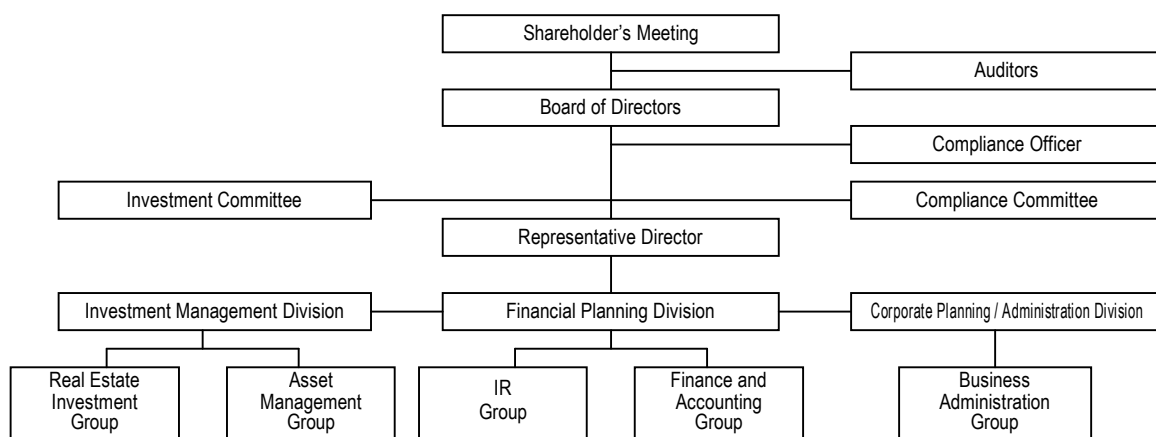 Shareholder's Meeting
Auditors
Board of Directors
Compliance Officer
Investment Committee
Compliance Committee
Representative Director
Investment Management Division
Financial Planning Division
Corporate Planning / Administration Division
Real Estate
Investment
Group
Asset
Management
Group
IR
Group
Finance and
Accounting
Group
Business
Administration
Group